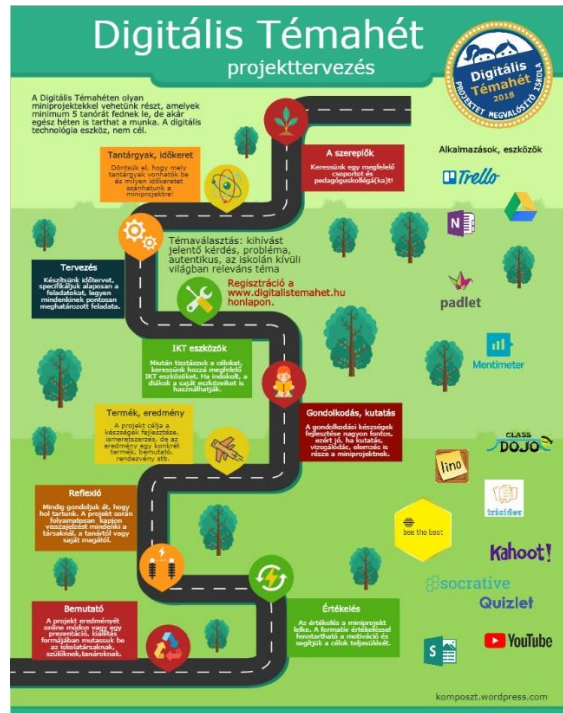 Digitális Témahét
projekttervezés
Digitális
Témahét
2018
PROJEKTET MEGVALÓSÍTÓ ISKOLA
A Digitális Témahéten olyan
miniprojektekkel vehetünk részt, amelyek
minimum 5 tanórát fednek le, de akár
egész héten is tarthat a munka. A digitális
technológia eszköz, nem cél.
Tantárgyak, időkeret
Döntsük el, hogy mely
tantárgyak vonhatók be
és milyen időkeretet
szánhatunk a
miniprojektre!
A szereplők
Keressünk egy megfelelő
csoportot és
pedagóguskollégá(ka)t!
Alkalmazások, eszközök
Trello
N
padlet
Mentimeter
Témaválasztás: kihívást
jelentő kérdés, probléma,
autentikus, az iskolán kívüli
világban releváns téma
Tervezés
Készítsünk időtervet,
specifikáljuk alaposan a
feladatokat, legyen
mindenkinek pontosan
meghatározott feladata.
Regisztráció a
www.digitalistemahet.hu
honlapon.
IKT eszközök
Miután tisztázzuk a célokat,
keressünk hozzá megfelelő
IKT eszközöket. Ha indokolt, a
diákok a saját eszközeiket is
használhatják.
Termék, eredmény
A projekt célja a
készségek fejlesztése,
ismeretszerzés, de az
eredmény egy konkrét
termék, bemutató,
rendezvény stb.
Gondolkodás, kutatás
A gondolkodási készségek
fejlesztése nagyon fontos,
ezért jó, ha kutatás,
vizsgálódás, elemzés is
része a miniprojektnek.
CLASS
DOJO
lino
tricider
bee the best
Kahoot!
socrative
Quizlet
S
YouTube
Reflexió
Mindig gondoljuk át, hogy
hol tartunk. A projekt során
folyamatosan kapjon
visszajelzést mindenki a
társaknál, a tanártól vagy
saját magától.
Bemutató
A projekt eredményét
online módon vagy egy
prezentáció, kiállítás
formájában mutassuk be
az iskolatársaknak,
szülőknek,tanároknak.
Értékelés
Az értékelés a miniprojekt
lelke. A formatív értékeléssel
fenntartható a motiváció és
segítjük a célok teljesülését.
komposzt.wordpress.com